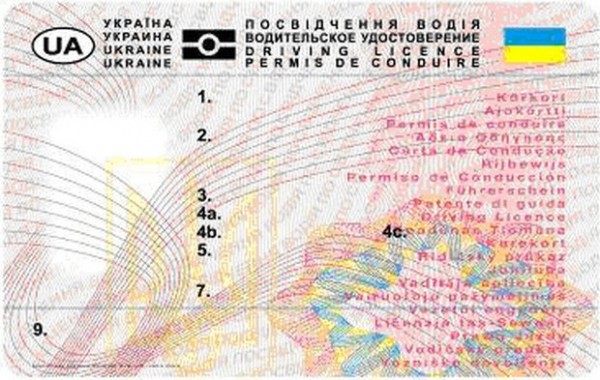 UA
УКРАЇНА
УКРАИНА
UKRAINE
UKRAINE
ПОСВІДЧЕННЯ ВОДІЯ
ВОДИТЕЛЬСКОЕ УДОСТОВЕРЕНИЕ
DRIVING LICENCE
PERMIS DE CONDUIRE
1.
2.
3.
4a.
4b.
4c.
5.
7.
9.
Körkort
Ajokortti
Permis de conduire
Carta de Condução
Rijbewijs
Permiso de Conducción
Führerschein
Patente di guida
Driving Licence
Ceadúnas Tiomána
Kørekort
Řidičský průkaz
Juhiluba
Vadītāja apliecība
Vairuotojo pažymėjimas
Vezetői engedély
Liċenzja tas-Sewqan
Prawo Jazdy
Vodičský preukaz
Vozniško dovoljenje